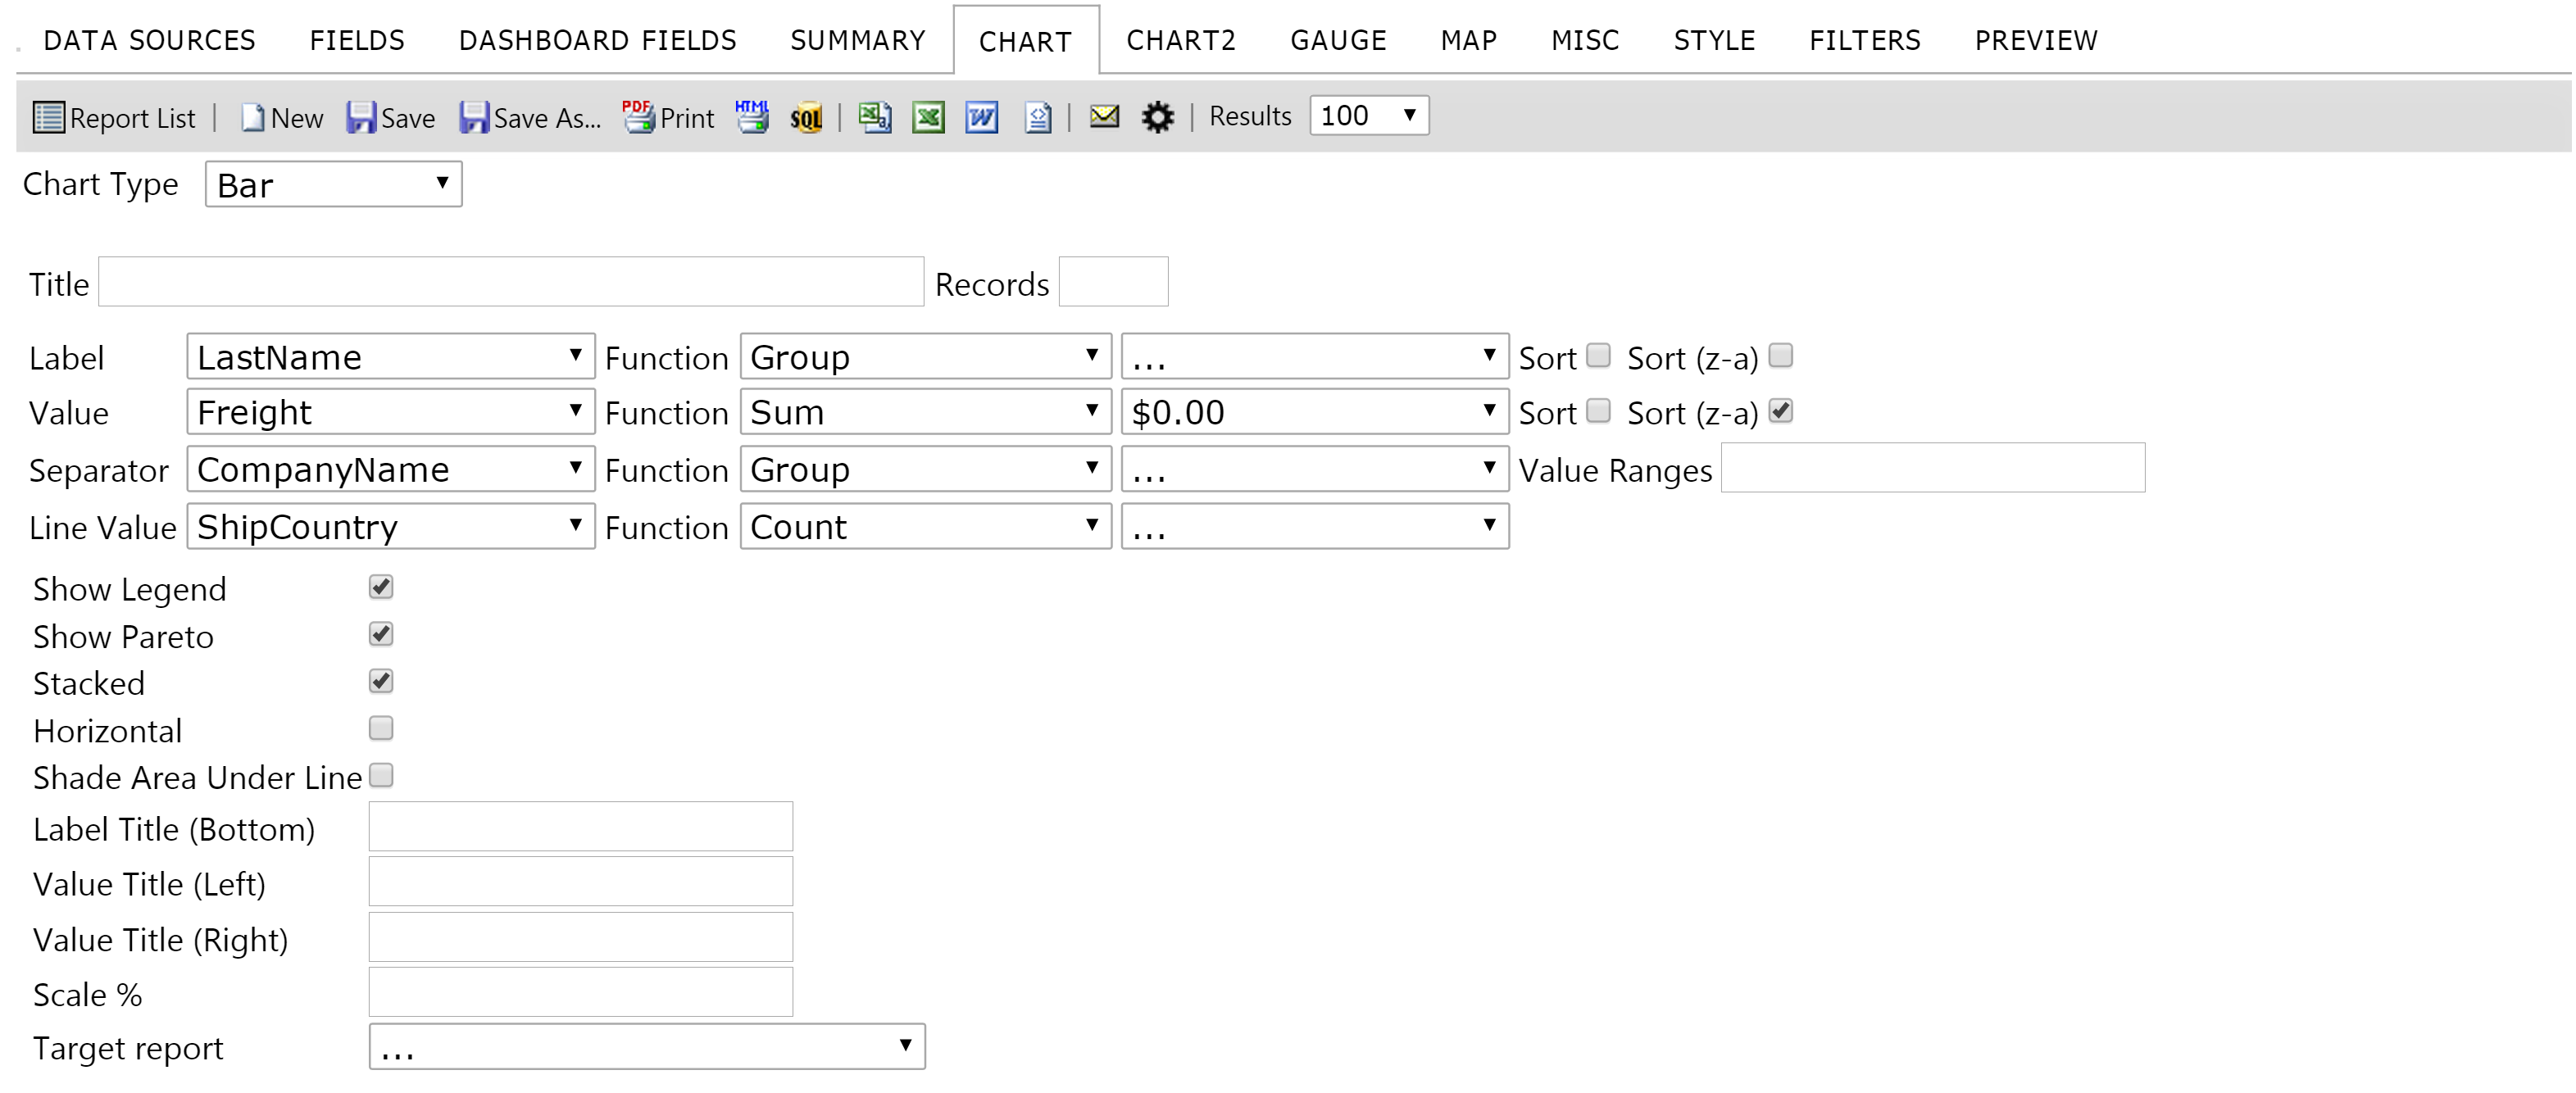 DATA SOURCES FIELDS DASHBOARD FIELDS SUMMARY CHART CHART2 GAUGE MAP MISC STYLE FILTERS PREVIEW
Report List | New Save Save As... PDF Print HTML SQL | | Results 100
Chart Type Bar
Title Records
Label LastName Function Group ... Sort Sort (z-a)
Value Freight Function Sum $0.00 Sort Sort (z-a)
Separator CompanyName Function Group ... Value Ranges
Line Value ShipCountry Function Count ...
Show Legend
Show Pareto
Stacked
Horizontal
Shade Area Under Line
Label Title (Bottom)
Value Title (Left)
Value Title (Right)
Scale %
Target report ...